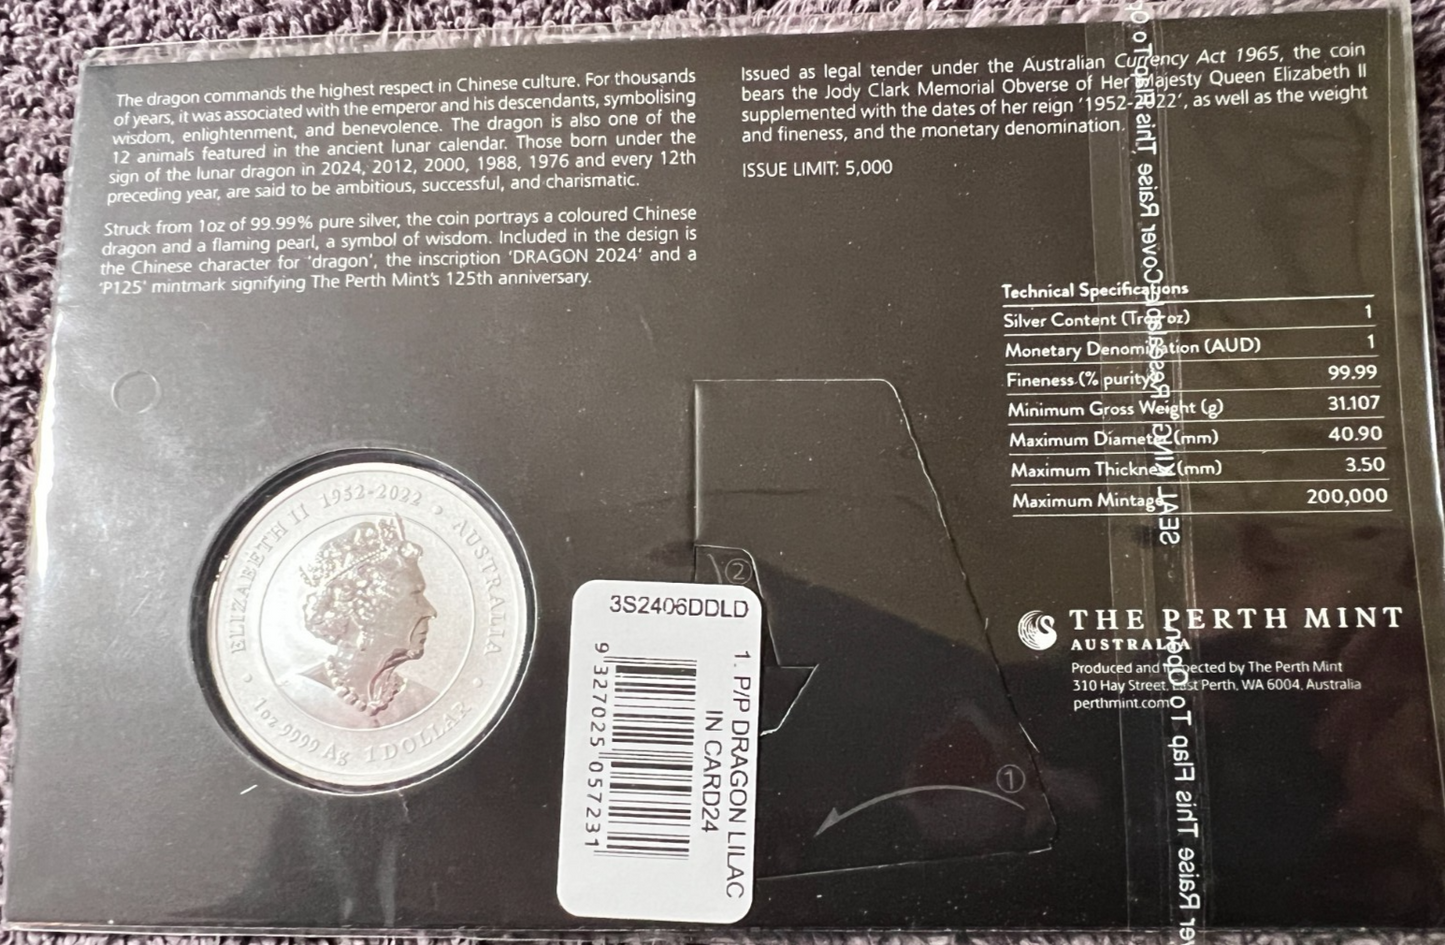 The dragon commands the highest respect in Chinese culture. For thousands
of years, it was associated with the emperor and his descendants, symbolising
wisdom, enlightenment, and benevolence. The dragon is also one of the
12 animals featured in the ancient lunar calendar. Those born under the
sign of the lunar dragon in 2024, 2012, 2000, 1988, 1976 and every 12th
preceding year, are said to be ambitious, successful, and charismatic.
Struck from 1oz of 99.99% pure silver, the coin portrays a coloured Chinese
dragon and a flaming pearl, a symbol of wisdom. Included in the design is
the Chinese character for 'dragon', the inscription 'DRAGON 2024' and a
'P125' mintmark signifying The Perth Mint's 125th anniversary.
Issued as legal tender under the Australian Currency Act 1965, the coin
bears the Jody Clark Memorial Obverse of Her Majesty Queen Elizabeth II
supplemented with the dates of her reign '1952-2022', as well as the weight
and fineness, and the monetary denomination.
ISSUE LIMIT: 5,000
Technical Specifications
Silver Content (Troy oz) 1
Monetary Denomination (AUD) 1
Fineness (% purity) 99.99
Minimum Gross Weight (g) 31.107
Maximum Diameter (mm) 40.90
Maximum Thickness (mm) 3.50
Maximum Mintage 200,000
THE PERTH MINT
AUSTRALIA
Produced and Inspected by The Perth Mint
310 Hay Street, East Perth, WA 6004, Australia
perthmint.com
ELIZABETH II 1952-2022 • AUSTRALIA •
1oz 9999 Ag 1 DOLLAR
2
1
3S2406DDLD
1. P/P DRAGON LILAC
IN CARD24
9 327025 057231
To Open Raise This Flap
SEAL KING Resealable Cover Raise This Flap To O